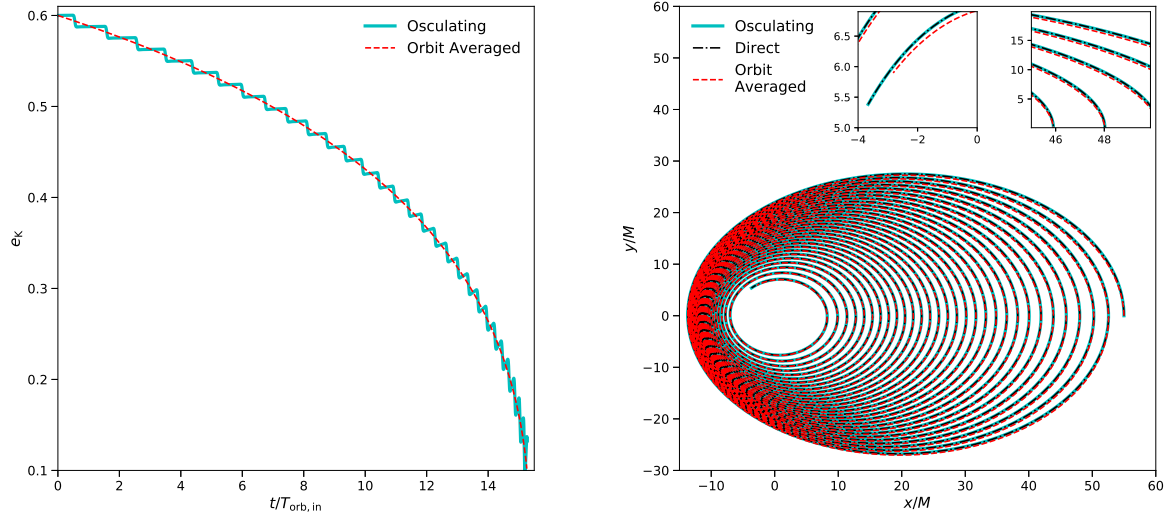 0.6
0.5
0.4
0.3
0.2
0.1
e_K
0 2 4 6 8 10 12 14
t/T_orb, in
Osculating
Orbit Averaged
60
50
40
30
20
10
0
−10
−20
−30
y/M
−10 0 10 20 30 40 50 60
x/M
Osculating
Direct
Orbit
Averaged
6.5
6.0
5.5
5.0
−4 −2 0
15
10
5
46 48